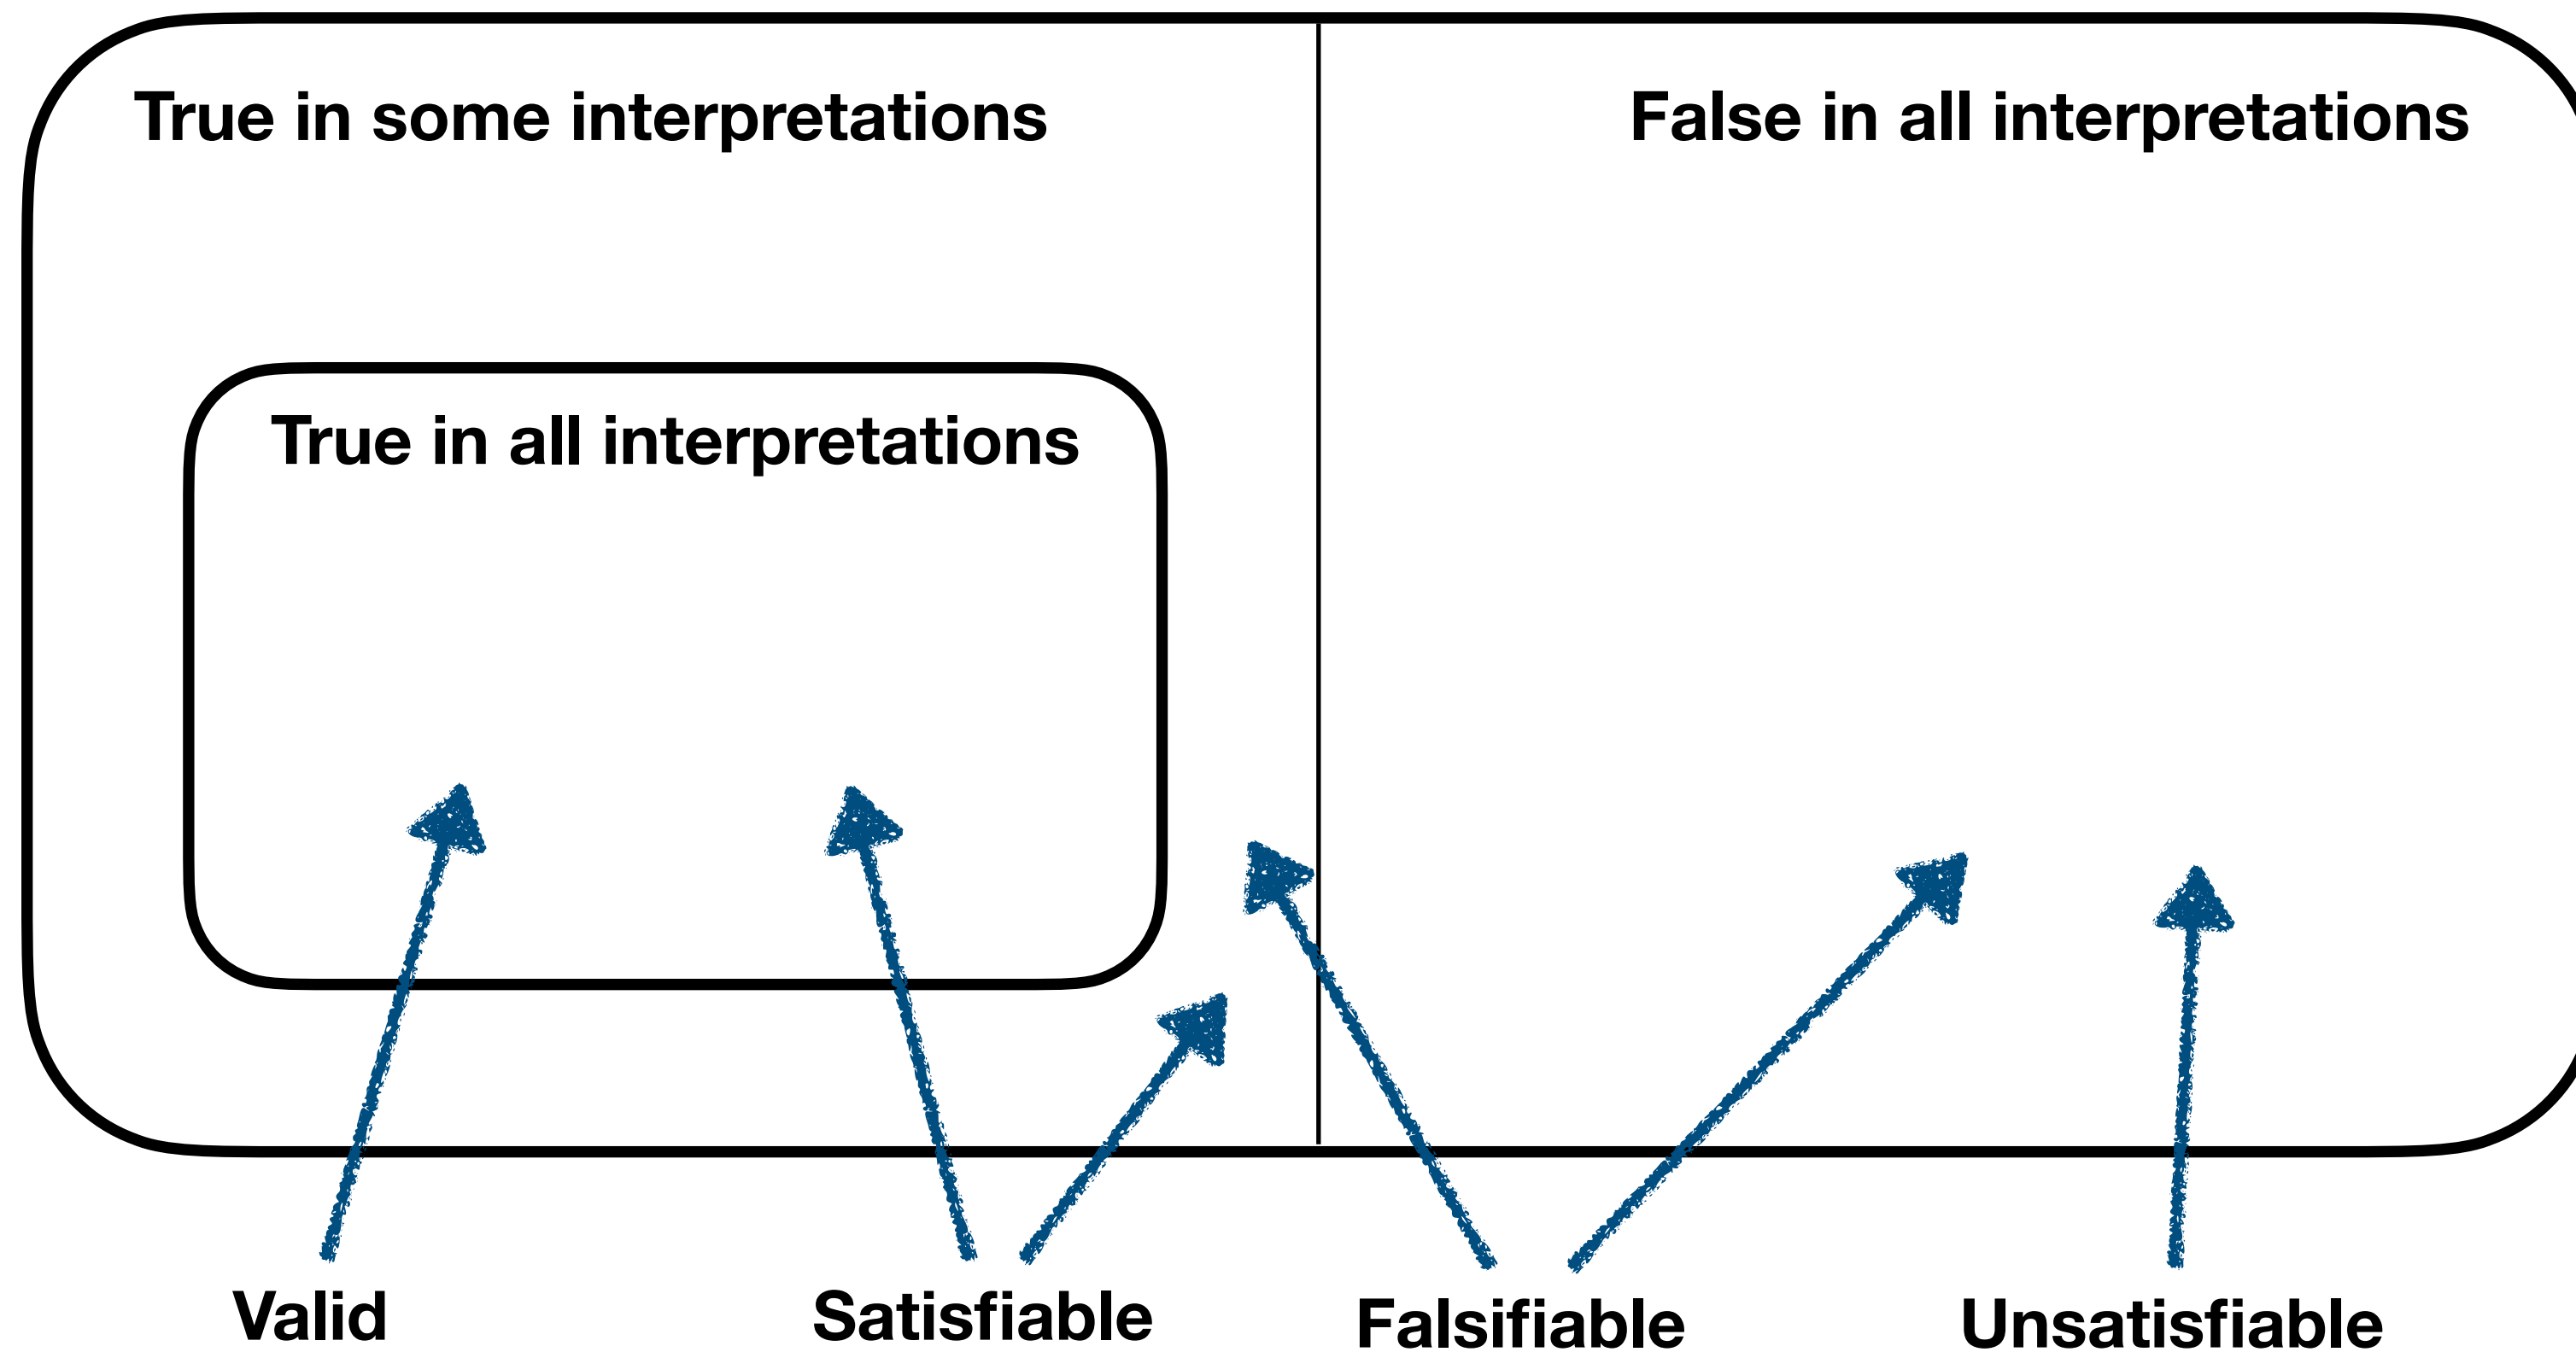 True in some interpretations
False in all interpretations
True in all interpretations
Valid
Satisfiable
Falsifiable
Unsatisfiable